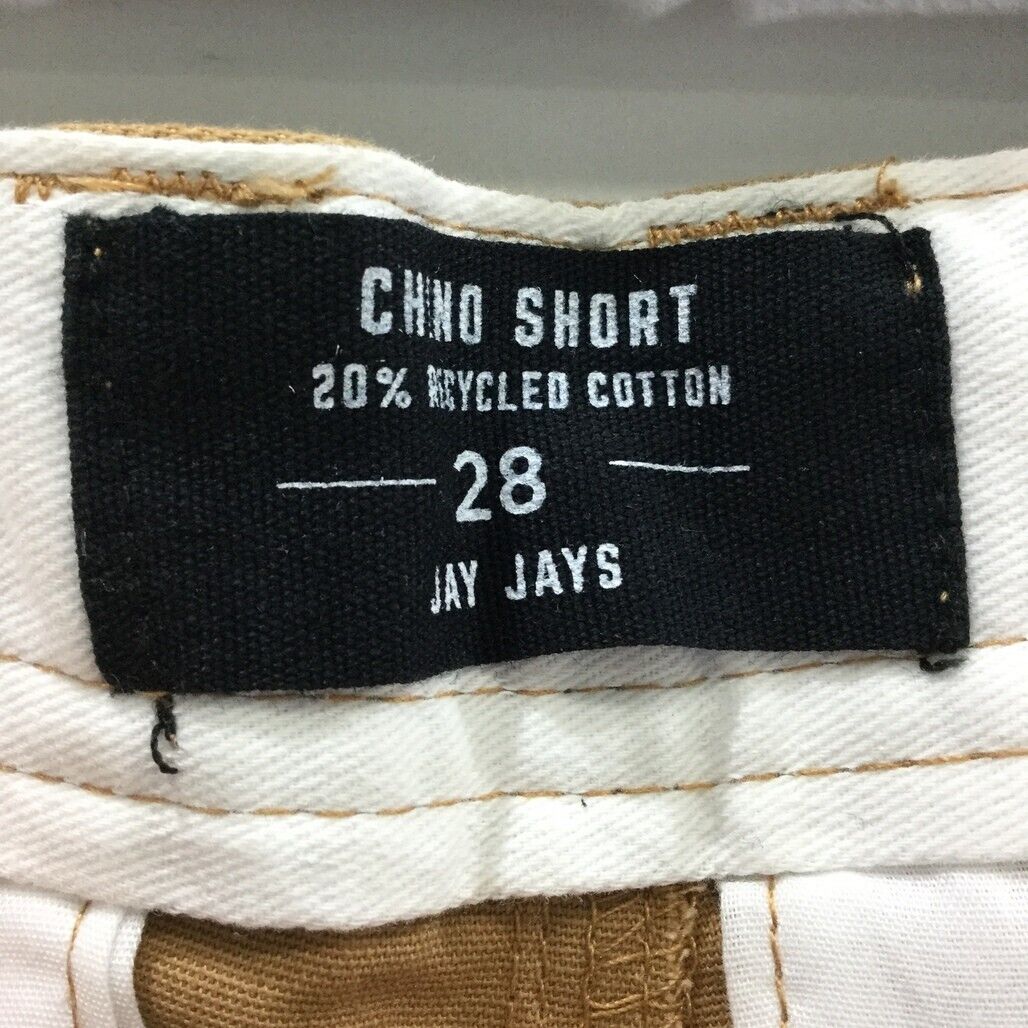 CHINO SHORT
20% RECYCLED COTTON
28
JAY JAYS